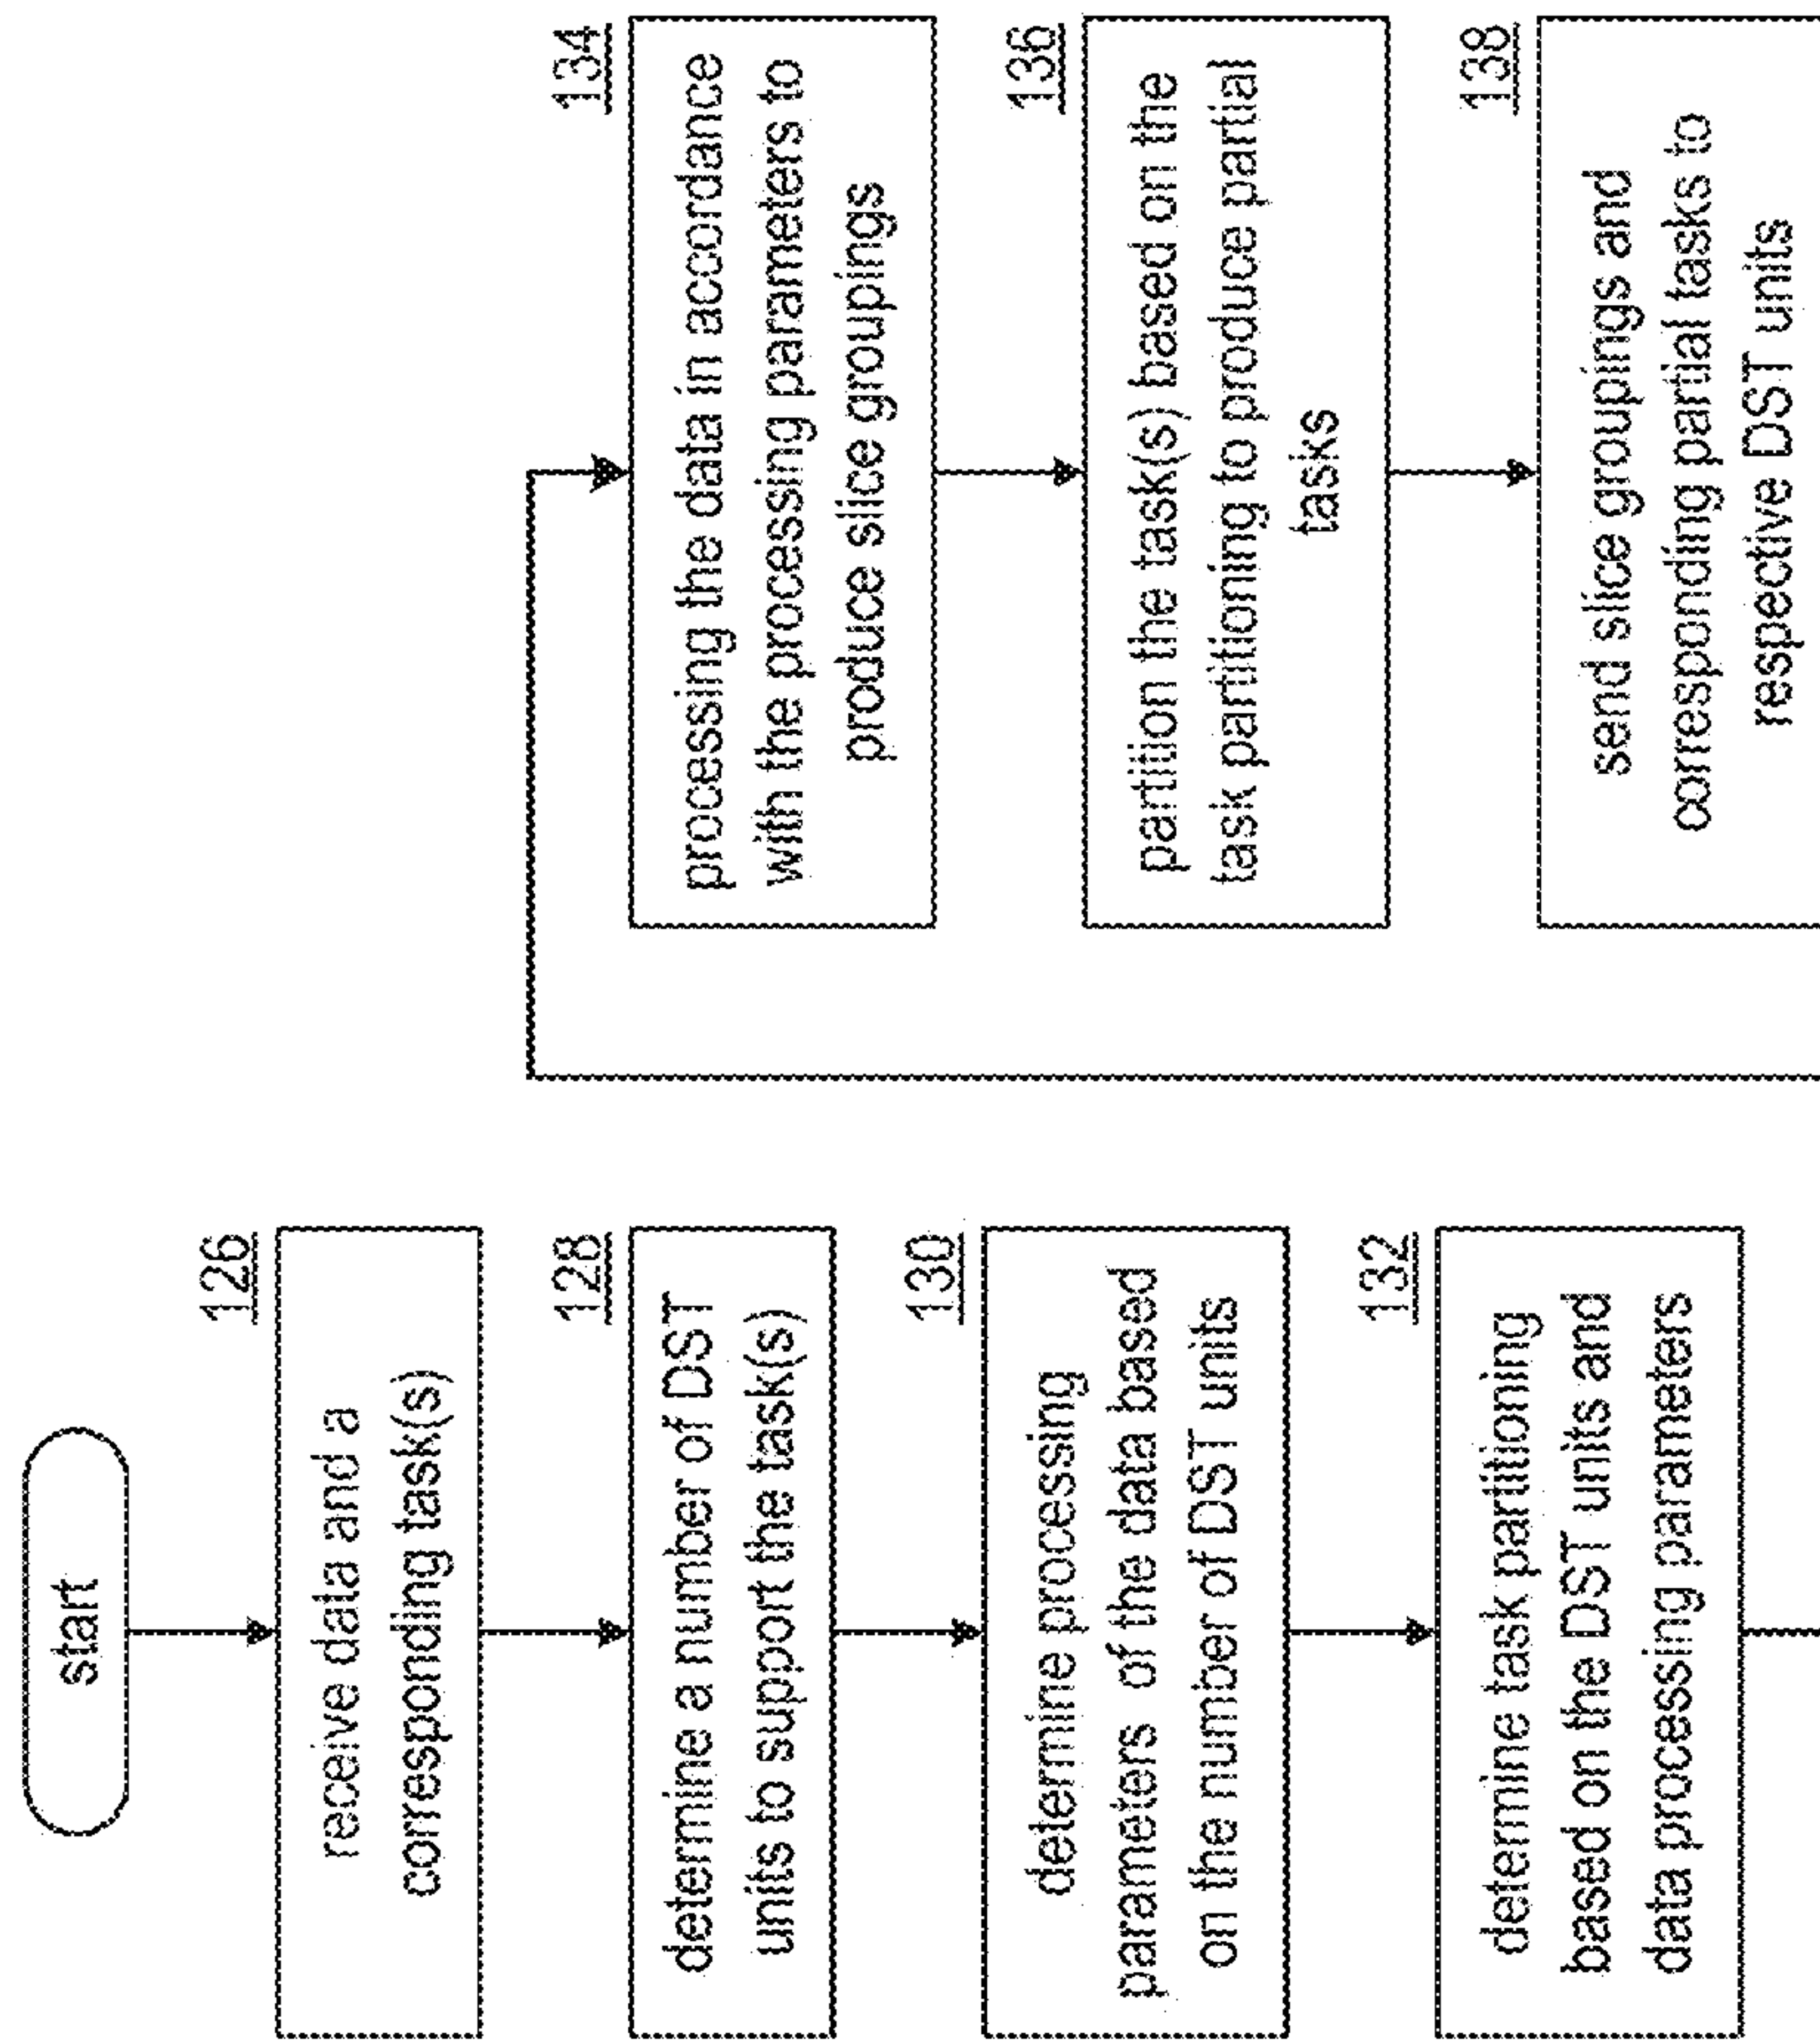 start
126
receive data and a
corresponding task(s)
128
determine a number of DST
units to support the task(s)
130
determine processing
parameters of the data based
on the number of DST units
132
determine task partitioning
based on the DST units and
data processing parameters
134
processing the data in accordance
with the processing parameters to
produce slice groupings
136
partition the task(s) based on the
task partitioning to produce partial
tasks
138
send slice groupings and
corresponding partial tasks to
respective DST units